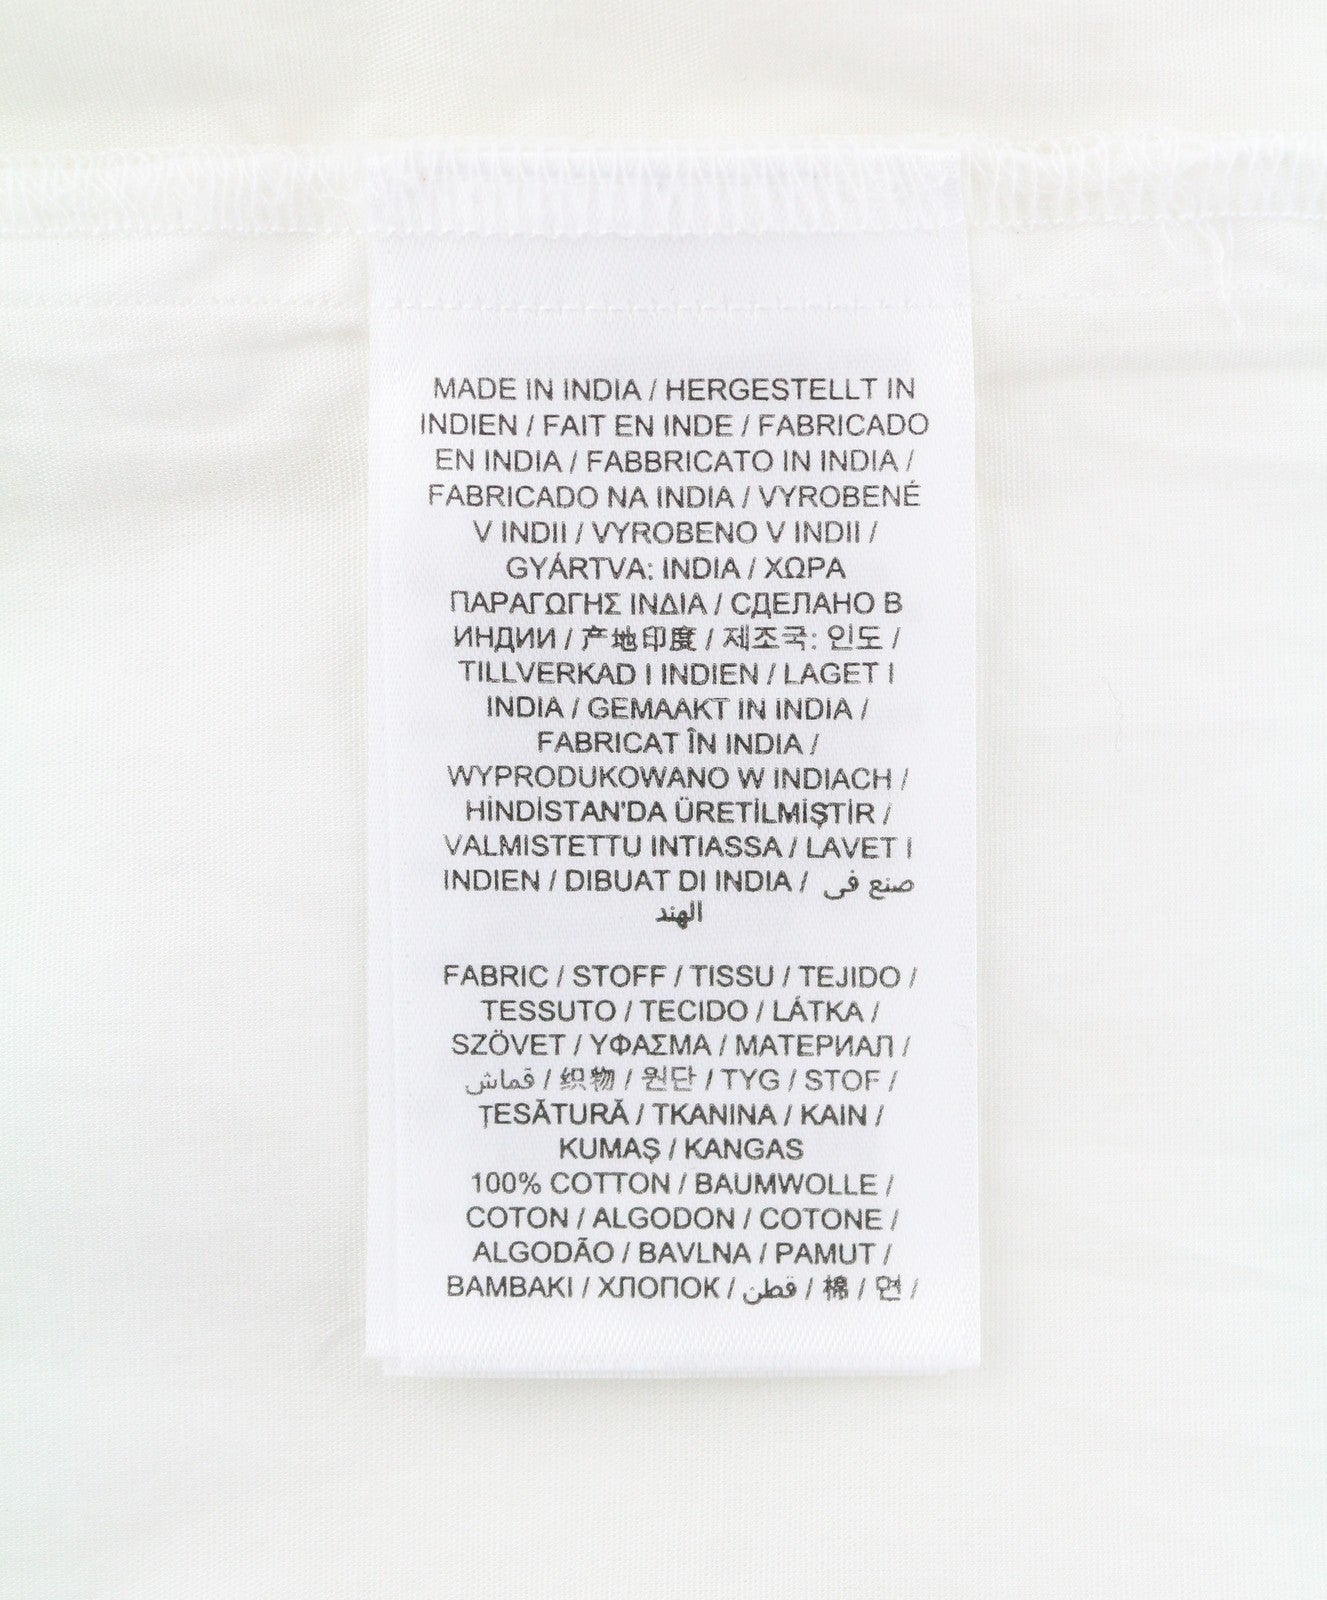 MADE IN INDIA / HERGESTELLT IN
INDIEN / FAIT EN INDE / FABRICADO
EN INDIA / FABBRICATO IN INDIA /
FABRICADO NA INDIA / VYROBENÉ
V INDII / VYROBENO V INDII /
GYÁRTVA: INDIA / ΧΩΡΑ
ΠΑΡΑΓΩΓΗΣ ΙΝΔΙΑ / СДЕЛАНО В
ИНДИИ / 产地印度 / 제조국: 인도 /
TILLVERKAD I INDIEN / LAGET I
INDIA / GEMAAKT IN INDIA /
FABRICAT ÎN INDIA /
WYPRODUKOWANO W INDIACH /
HİNDİSTAN'DA ÜRETİLMİŞTİR /
VALMISTETTU INTIASSA / LAVET I
INDIEN / DIBUAT DI INDIA / صنع في
الهند
FABRIC / STOFF / TISSU / TEJIDO /
TESSUTO / TECIDO / LÁTKA /
SZÖVET / ΥΦΑΣΜΑ / МАТЕРИАЛ /
قماش / 织物 / 원단 / TYG / STOF /
ȚESĂTURĂ / TKANINA / KAIN /
KUMAŞ / KANGAS
100% COTTON / BAUMWOLLE /
COTON / ALGODON / COTONE /
ALGODÃO / BAVLNA / PAMUT /
BAMBAKI / ХЛОПОК / قطن / 棉 / 면 /